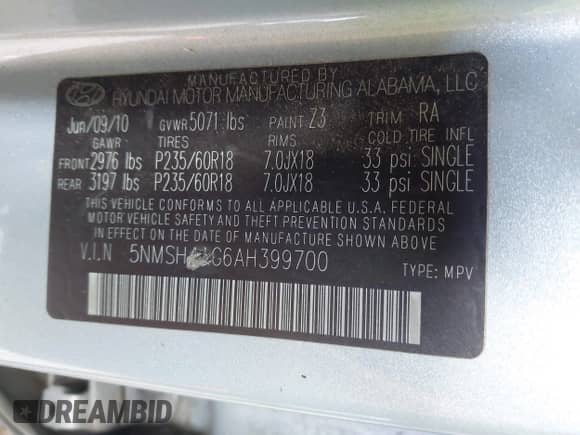 MANUFACTURED BY
HYUNDAI MOTOR MANUFACTURING ALABAMA, LLC
Jun/09/10 GVWR 5071 lbs PAINT Z3 TRIM RA
GAWR TIRES RIMS COLD TIRE INFL
FRONT 2976 lbs P235/60R18 7.0JX18 33 psi SINGLE
REAR 3197 lbs P235/60R18 7.0JX18 33 psi SINGLE
THIS VEHICLE CONFORMS TO ALL APPLICABLE U.S.A. FEDERAL
MOTOR VEHICLE SAFETY AND THEFT PREVENTION STANDARDS
IN EFFECT ON THE DATE OF MANUFACTURE SHOWN ABOVE.
V.I.N
TYPE: MPV
DREAMBID